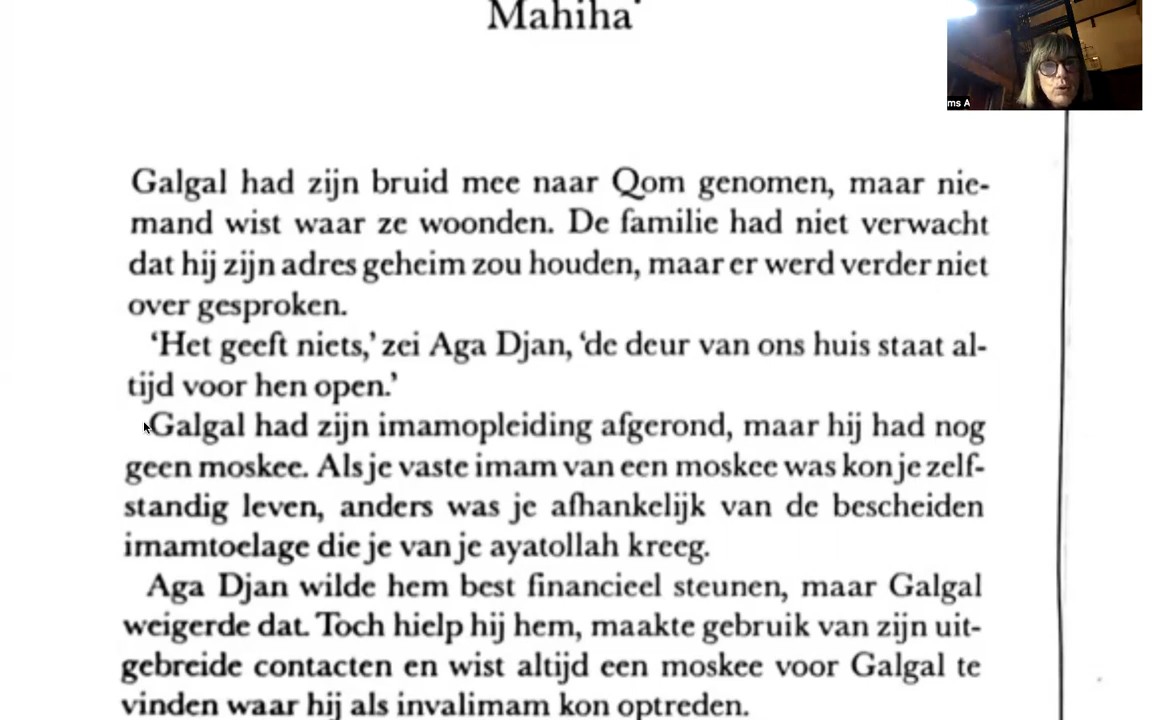 Mahiha'
ms A
Galgal had zijn bruid mee naar Qom genomen, maar nie-
mand wist waar ze woonden. De familie had niet verwacht
dat hij zijn adres geheim zou houden, maar er werd verder niet
over gesproken.
'Het geeft niets,' zei Aga Djan, 'de deur van ons huis staat al-
tijd voor hen open.'
Galgal had zijn imamopleiding afgerond, maar hij had nog
geen moskee. Als je vaste imam van een moskee was kon je zelf-
standig leven, anders was je afhankelijk van de bescheiden
imamtoelage die je van je ayatollah kreeg.
Aga Djan wilde hem best financieel steunen, maar Galgal
weigerde dat. Toch hielp hij hem, maakte gebruik van zijn uit-
gebreide contacten en wist altijd een moskee voor Galgal te
vinden waar hij als invalimam kon optreden.